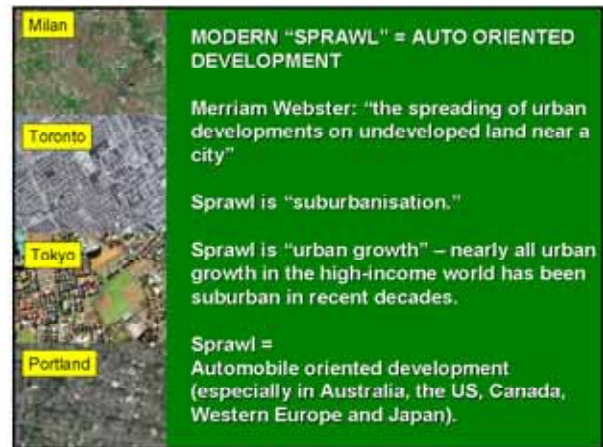 Milan
Toronto
Tokyo
Portland
MODERN “SPRAWL” = AUTO ORIENTED
DEVELOPMENT
Merriam Webster: “the spreading of urban
developments on undeveloped land near a
city”
Sprawl is “suburbanisation.”
Sprawl is “urban growth” – nearly all urban
growth in the high-income world has been
suburban in recent decades.
Sprawl =
Automobile oriented development
(especially in Australia, the US, Canada,
Western Europe and Japan).